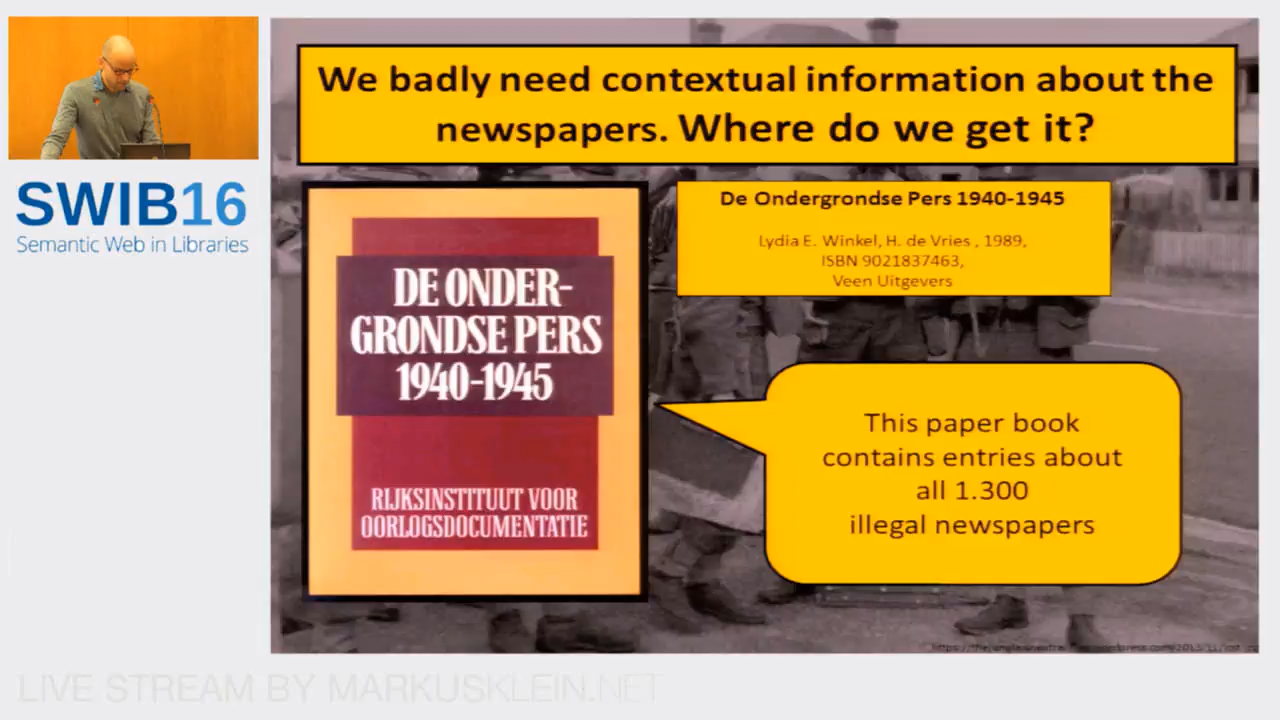 We badly need contextual information about the
newspapers. Where do we get it?
SWIB16
Semantic Web in Libraries
DE ONDER-
GRONDSE PERS
1940-1945
RIJKSINSTITUUT VOOR
OORLOGSDOCUMENTATIE
De Ondergrondse Pers 1940-1945
Lydia E. Winkel, H. de Vries , 1989,
ISBN 9021837463,
Veen Uitgevers
This paper book
contains entries about
all 1.300
illegal newspapers
LIVE STREAM BY MARKUSKLEIN.NET